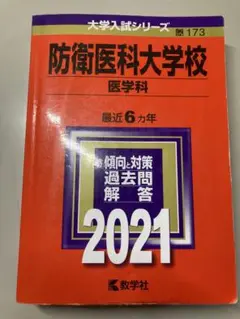 大学入試シリーズ
173
防衛医科大学校
医学科
最近6カ年
傾向と対策
過去問
解答
2021
教学社